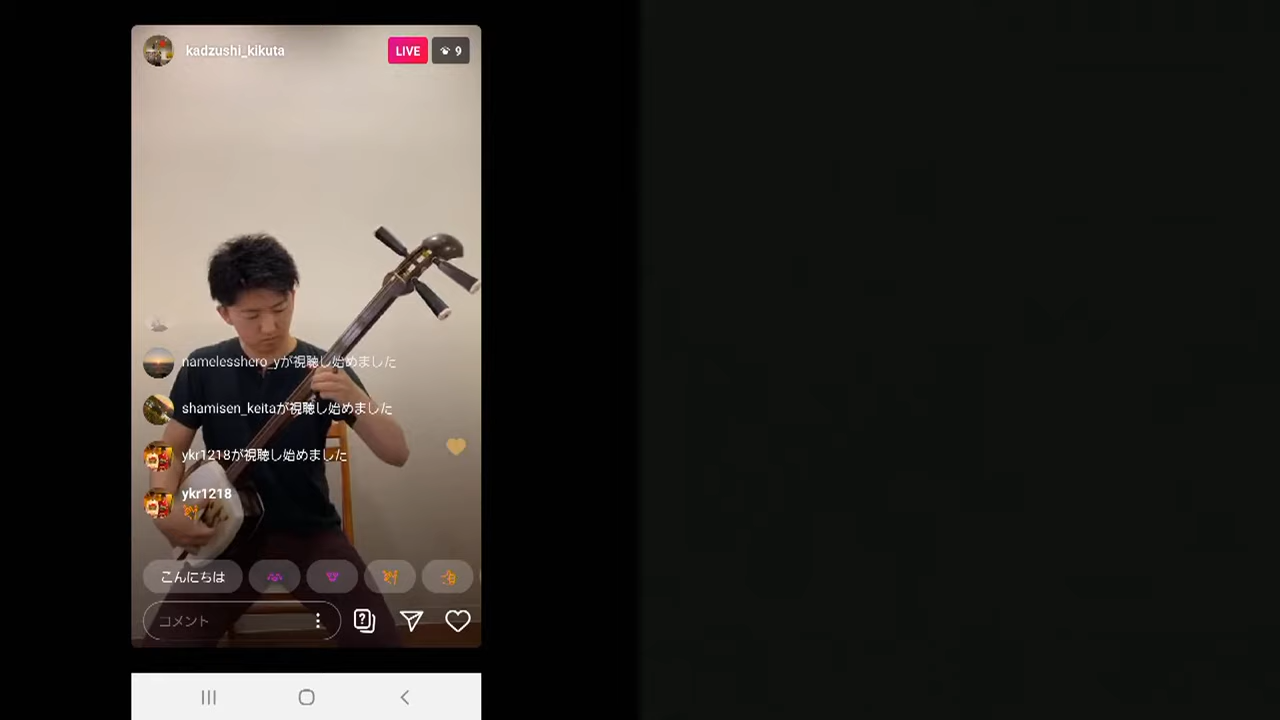 kadzushi_kikuta
LIVE
9
namelesshero_yが視聴し始めました
shamisen_keitaが視聴し始めました
ykr1218が視聴し始めました
ykr1218
こんにちは
コメント